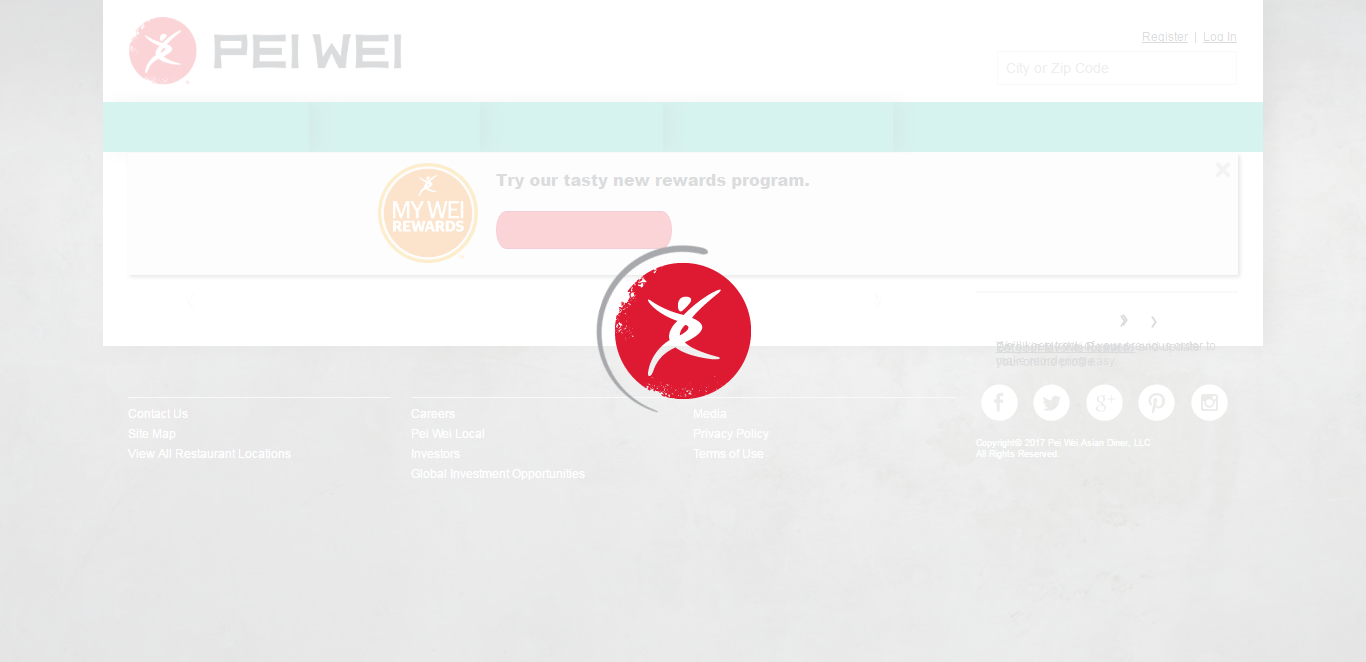 PEI WEI
Register | Log In
City or Zip Code
MY WEI
REWARDS
Try our tasty new rewards program.
Contact Us
Site Map
View All Restaurant Locations
Careers
Pei Wei Local
Investors
Global Investment Opportunities
Media
Privacy Policy
Terms of Use
f
g+
Copyright© 2017 Pei Wei Asian Diner, LLC
All Rights Reserved.